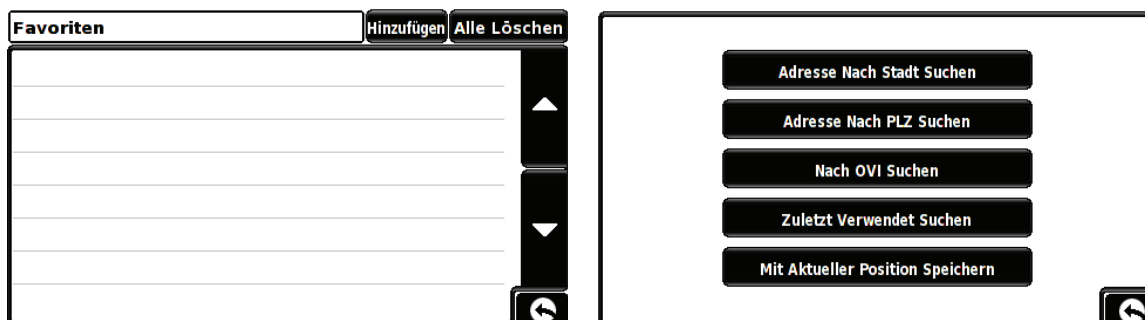 Favoriten
Hinzufügen
Alle Löschen
Adresse Nach Stadt Suchen
Adresse Nach PLZ Suchen
Nach OVI Suchen
Zuletzt Verwendet Suchen
Mit Aktueller Position Speichern